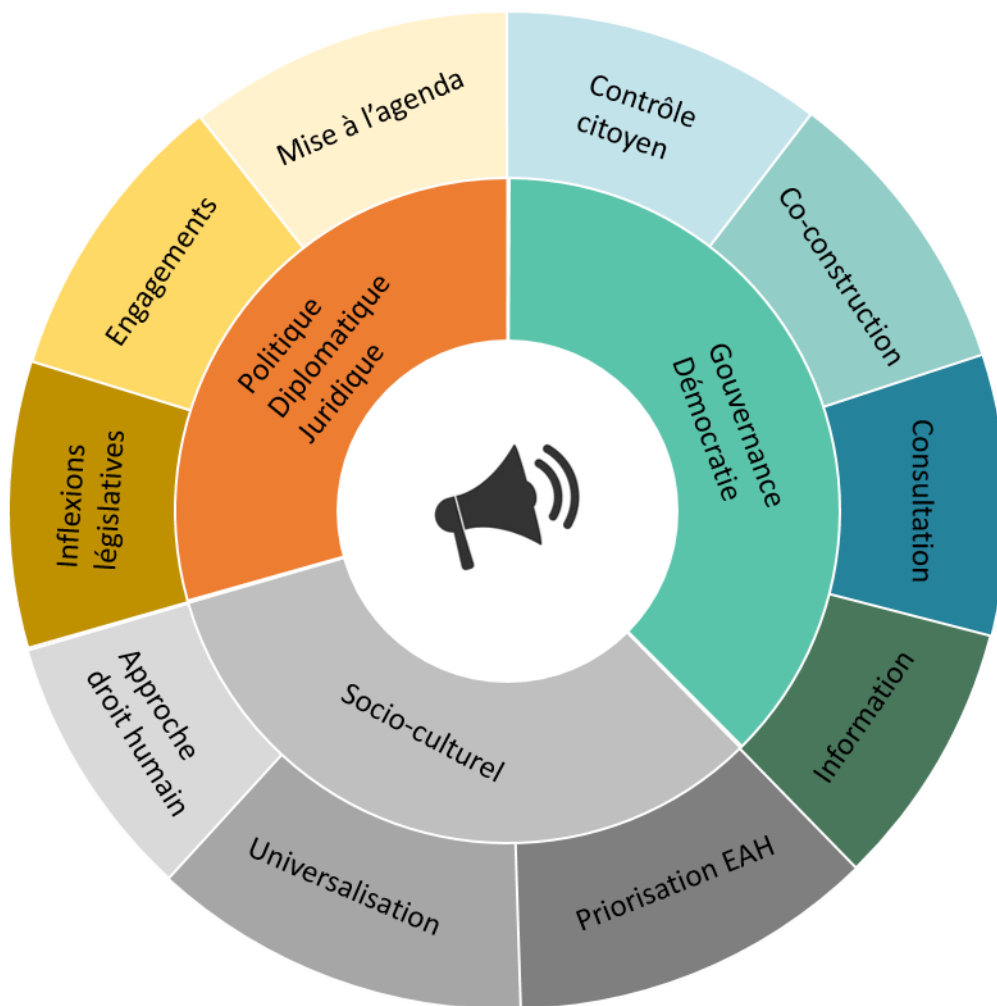 Contrôle
citoyen
Co-construction
Consultation
Information
Priorisation EAH
Universalisation
Approche
droit humain
Inflexions
législatives
Engagements
Mise à l'agenda
Gouvernance
Démocratie
Socio-culturel
Politique
Diplomatique
Juridique